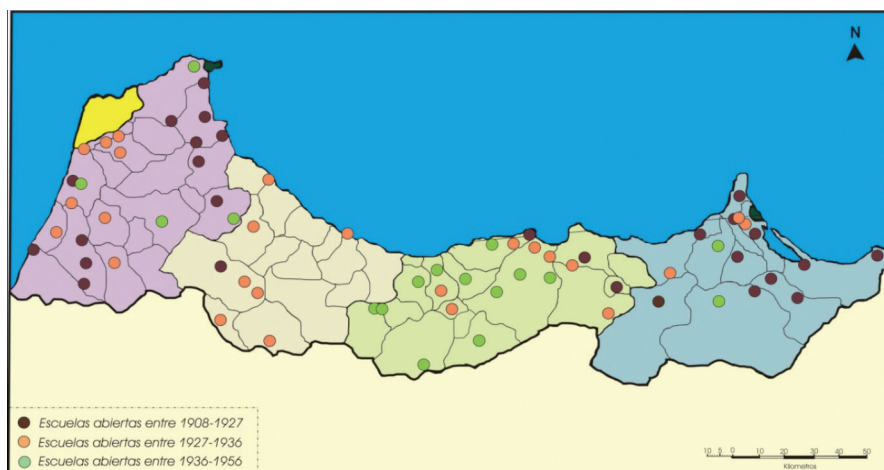 N
Escuelas abiertas entre 1908-1927
Escuelas abiertas entre 1927-1936
Escuelas abiertas entre 1936-1956
10 5 0 10 20 30 40 50
Kilometros